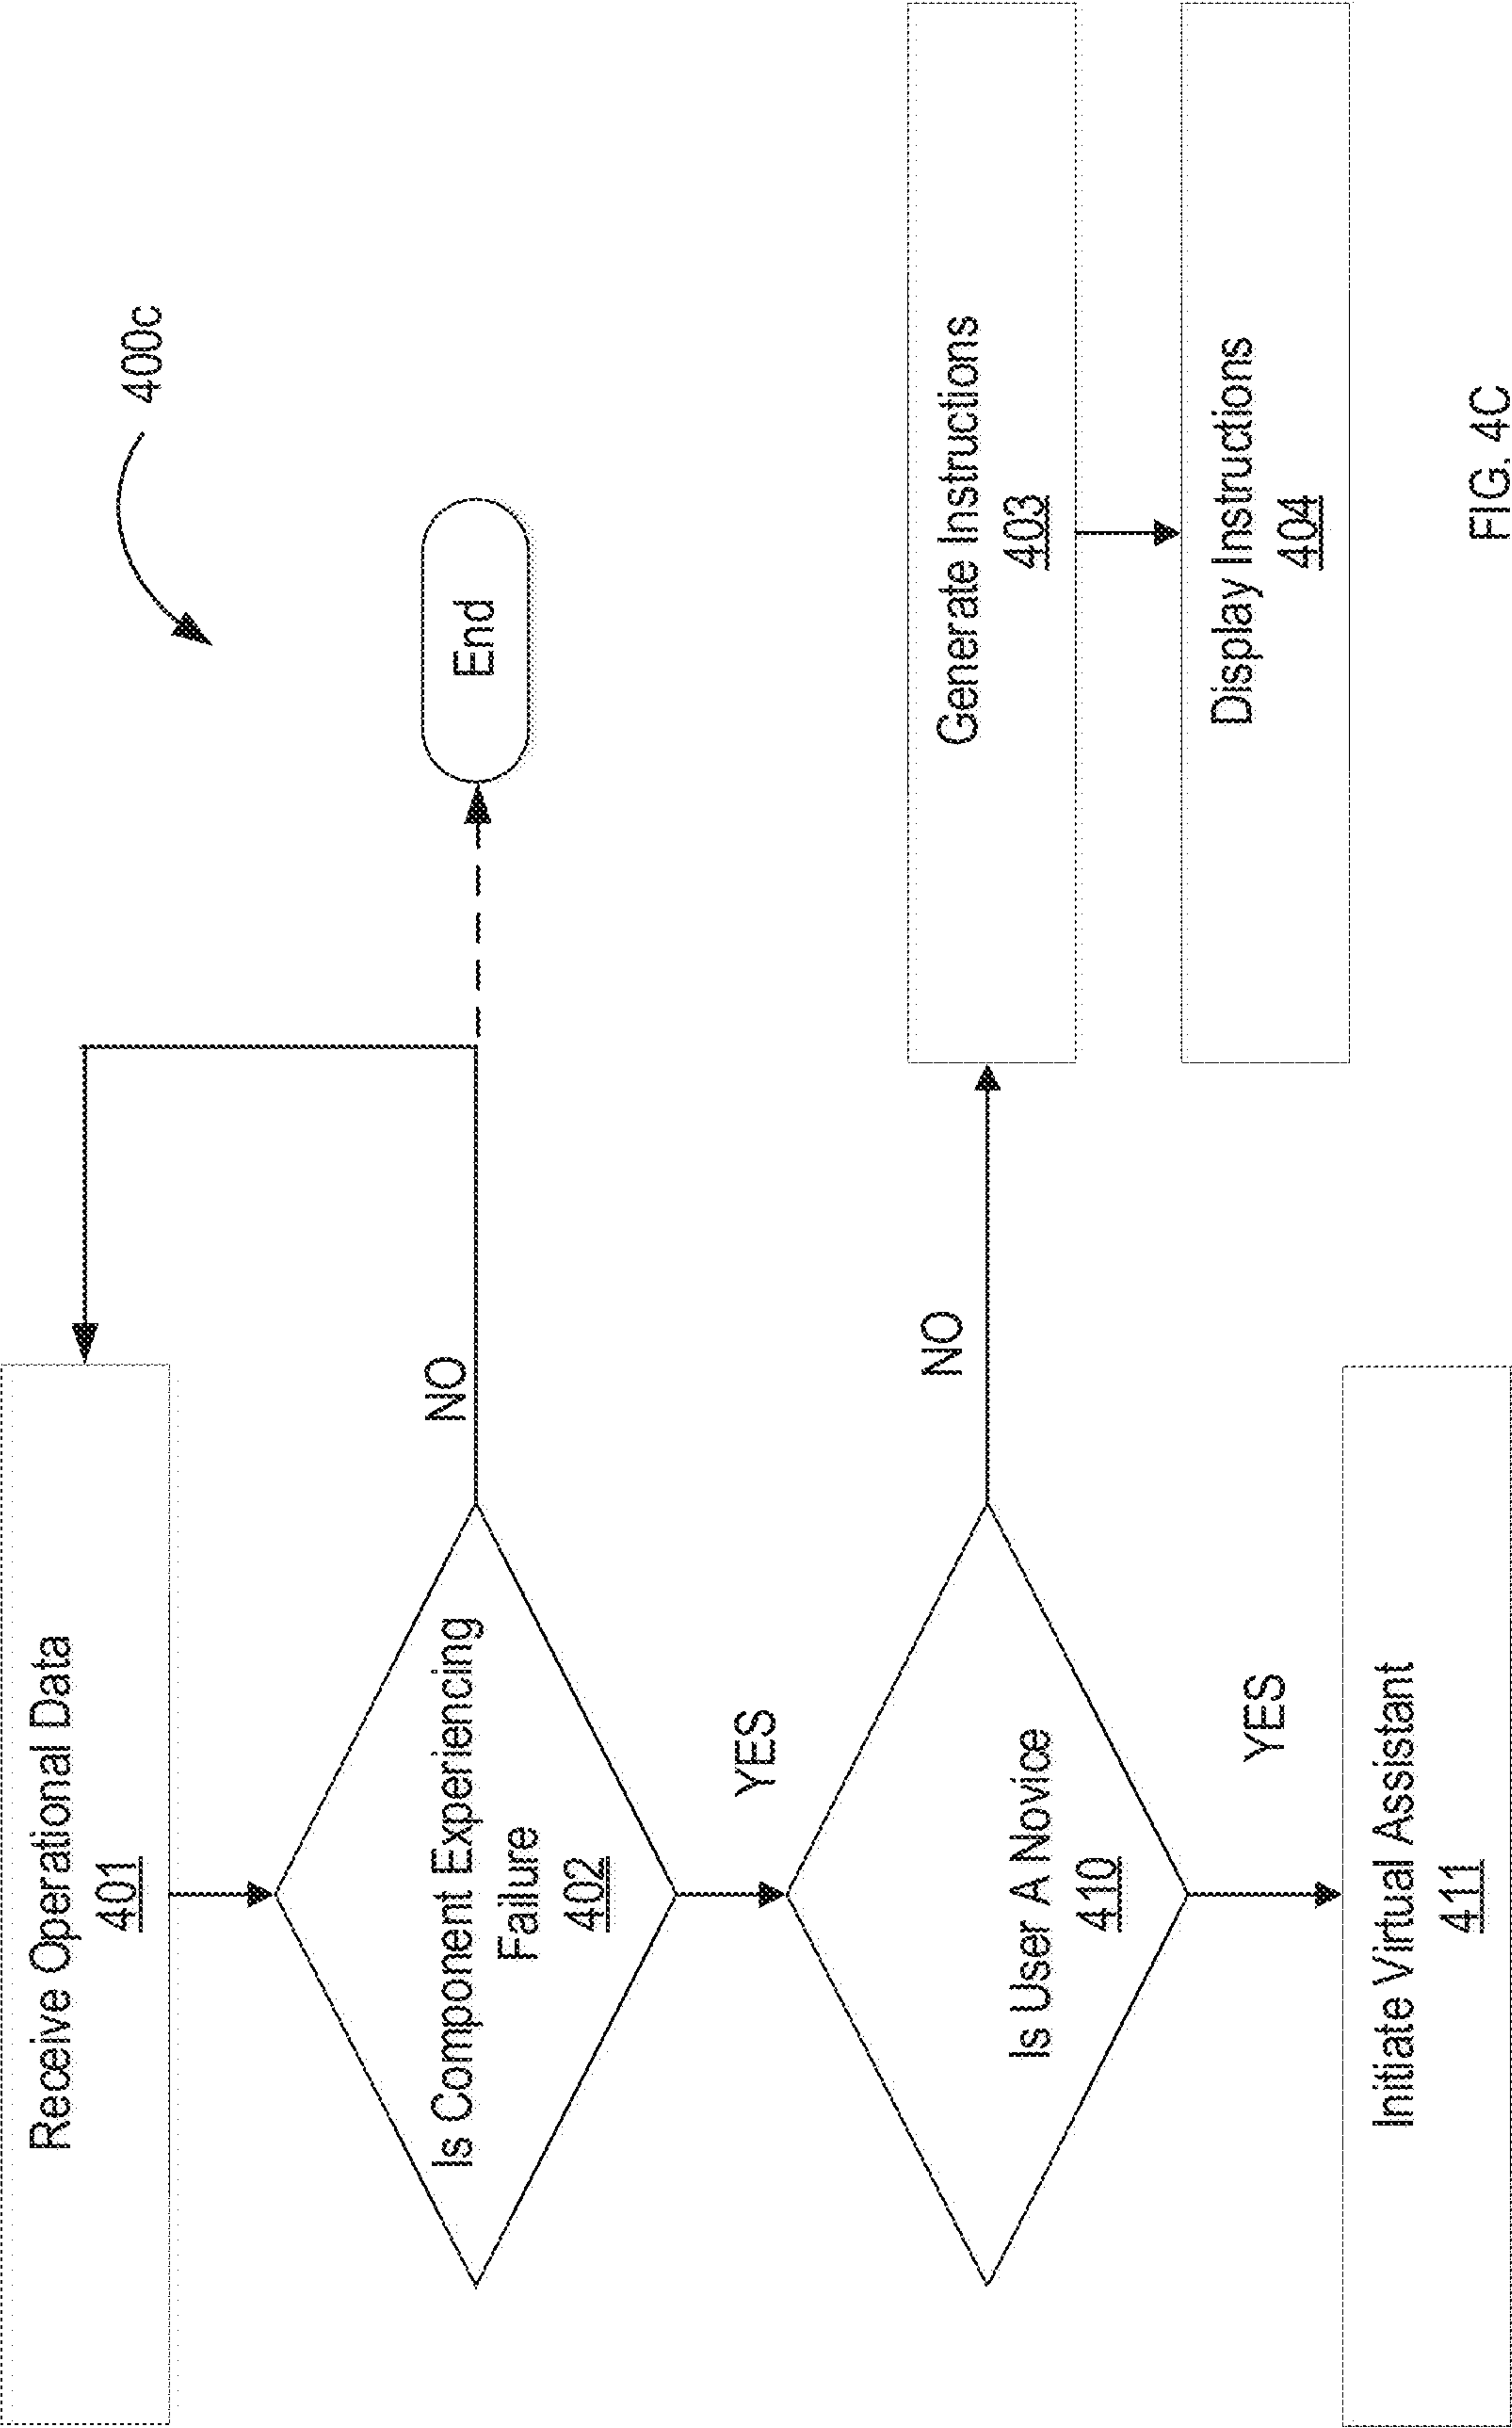 400c
Receive Operational Data
401
Is Component Experiencing
Failure
402
NO
End
YES
Is User A Novice
410
NO
Generate Instructions
403
Display Instructions
404
YES
Initiate Virtual Assistant
411
FIG. 4C